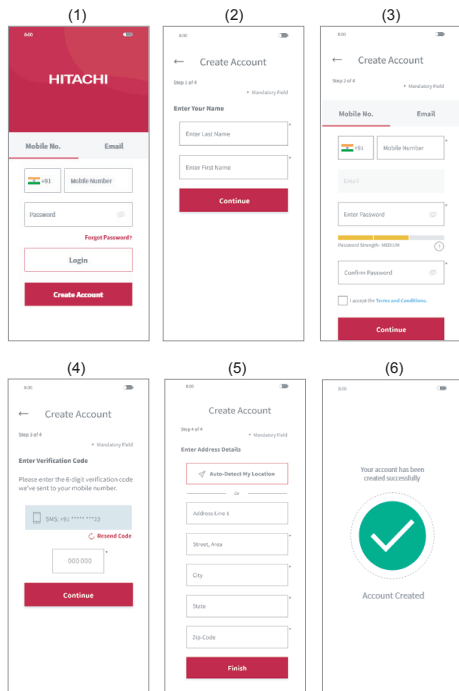 (1)
8:00
HITACHI
Mobile No. Email
+91 Mobile Number
Password
Forgot Password?
Login
Create Account
(2)
8:00
← Create Account
Step 1 of 4
* Mandatory Field
Enter Your Name
Enter Last Name *
Enter First Name *
Continue
(3)
8:00
← Create Account
Step 2 of 4
* Mandatory Field
Mobile No. Email
+91 Mobile Number *
Email
Enter Password *
Password Strength: MEDIUM
Confirm Password *
I accept the Terms and Conditions.
Continue
(4)
8:00
← Create Account
Step 3 of 4
* Mandatory Field
Enter Verification Code
Please enter the 6-digit verification code
we've sent to your mobile number.
SMS: +91 ***** ***23
Resend Code
000 000 *
Continue
(5)
8:00
Create Account
Step 4 of 4
* Mandatory Field
Enter Address Details
Auto-Detect My Location
Or
Address Line
Street, Area *
City *
State *
Zip-Code *
Finish
(6)
8:00
Your account has been
created successfully
Account Created